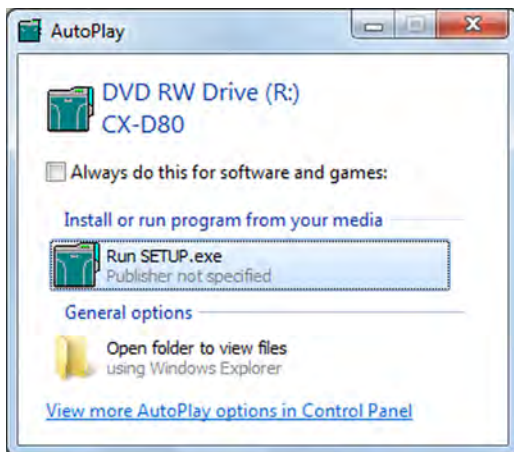 AutoPlay
DVD RW Drive (R:)
CX-D80
Always do this for software and games:
Install or run program from your media
Run SETUP.exe
Publisher not specified
General options
Open folder to view files
using Windows Explorer
View more AutoPlay options in Control Panel